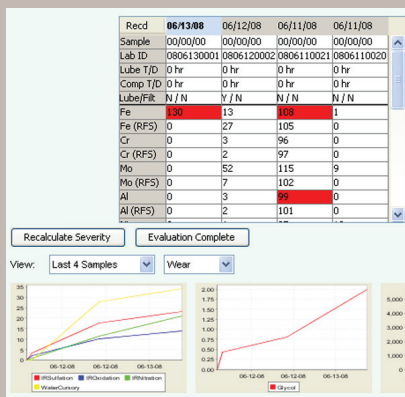 Recd 06/13/08 06/12/08 06/11/08 06/11/08
Sample 00/00/00 00/00/00 00/00/00 00/00/00
Lab ID 0806130001 0806120002 0806110021 0806110020
Lube T/D 0 hr 0 hr 0 hr 0 hr
Comp T/D 0 hr 0 hr 0 hr 0 hr
Lube/Filt N / N Y / N N / N N / N
Fe 130 13 108 1
Fe (RFS) 0 27 105 0
Cr 0 3 96 0
Cr (RFS) 0 2 97 0
Mo 0 52 115 9
Mo (RFS) 0 7 102 0
Al 0 3 99 0
Al (RFS) 0 2 101 0
Recalculate Severity Evaluation Complete
View: Last 4 Samples Wear
35
30
25
20
15
10
5
0
06-12-08 06-12-08 06-13-08
IRSulfation IROxidation IRNitration
WaterCursory
2.00
1.75
1.50
1.25
1.00
0.75
0.50
0.25
0.00
06-12-08 06-12-08 06-13-08
Glycol
5,000
4,000
3,000
2,000
1,000
0